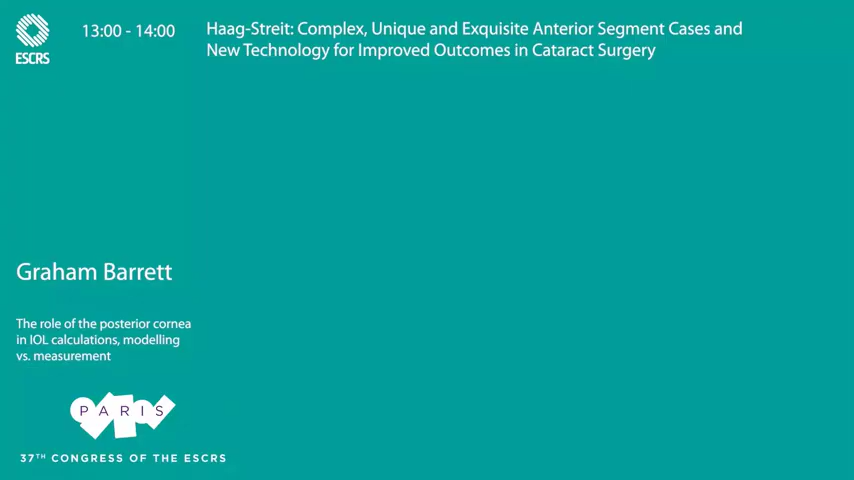 ESCRS
13:00 - 14:00
Haag-Streit: Complex, Unique and Exquisite Anterior Segment Cases and
New Technology for Improved Outcomes in Cataract Surgery
Graham Barrett
The role of the posterior cornea
in IOL calculations, modelling
vs. measurement
PARIS
37TH CONGRESS OF THE ESCRS